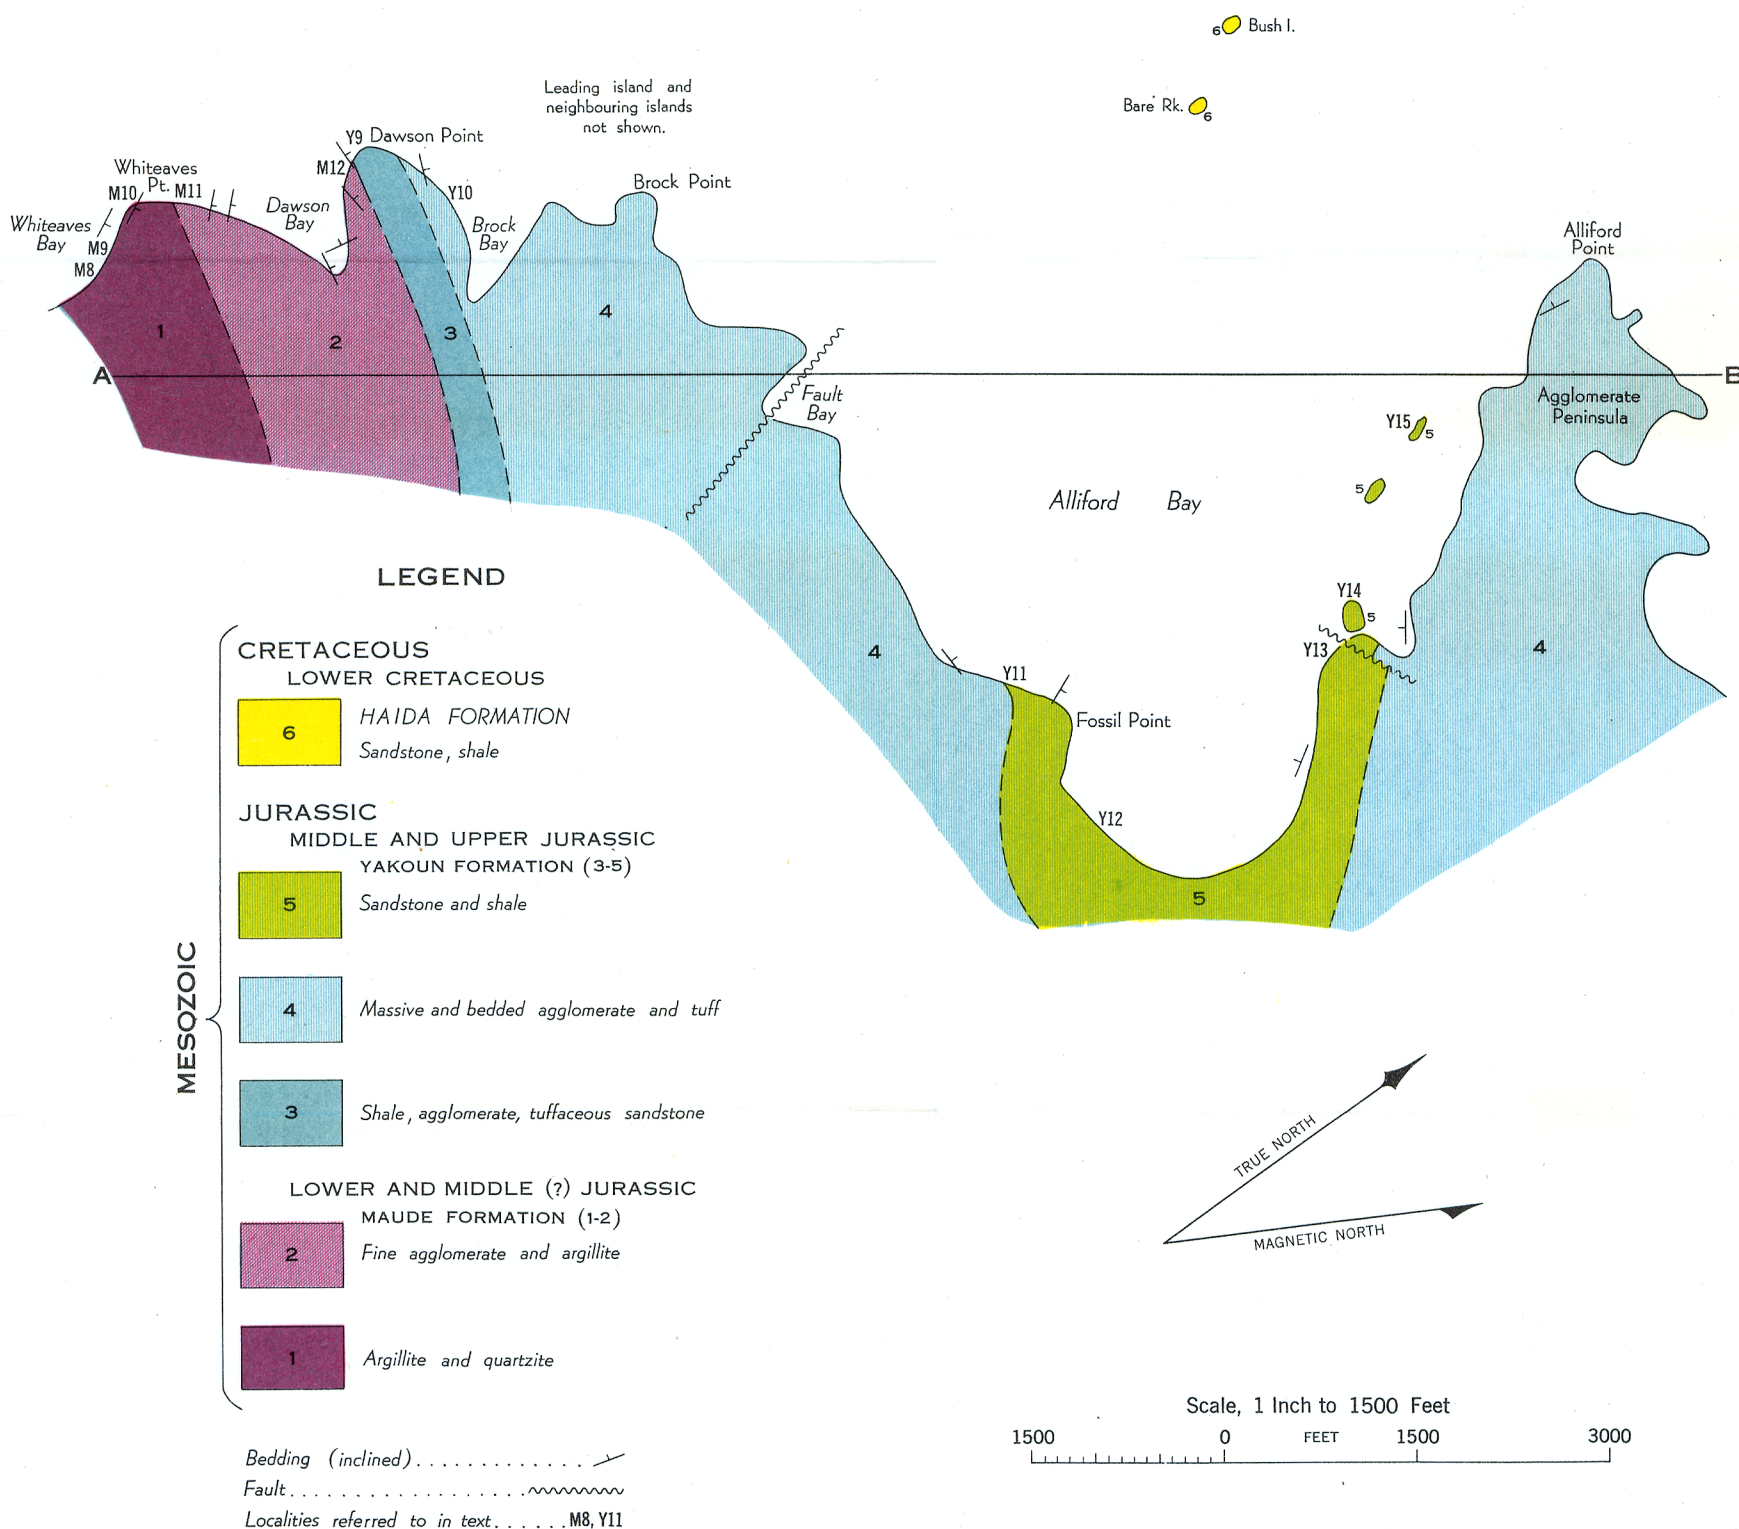 6 Bush I.
Bare Rk. 6
Leading island and
neighbouring islands
not shown.
Y9 Dawson Point
M12
Whiteaves
Pt.
M10 M11
Dawson
Bay
Y10
Brock
Bay
Brock Point
Whiteaves
Bay
M9
M8
Alliford
Point
1
2
3
4
A
B
Fault
Bay
Agglomerate
Peninsula
Y15 5
5
Alliford Bay
Y14
5
Y13
4
4
Y11
Fossil Point
Y12
5
LEGEND
MESOZOIC
CRETACEOUS
LOWER CRETACEOUS
6 HAIDA FORMATION
Sandstone, shale
JURASSIC
MIDDLE AND UPPER JURASSIC
YAKOUN FORMATION (3-5)
5 Sandstone and shale
4 Massive and bedded agglomerate and tuff
3 Shale, agglomerate, tuffaceous sandstone
LOWER AND MIDDLE (?) JURASSIC
MAUDE FORMATION (1-2)
2 Fine agglomerate and argillite
1 Argillite and quartzite
Bedding (inclined)............
Fault..................
Localities referred to in text......M8, Y11
TRUE NORTH
MAGNETIC NORTH
Scale, 1 Inch to 1500 Feet
1500 0 FEET 1500 3000